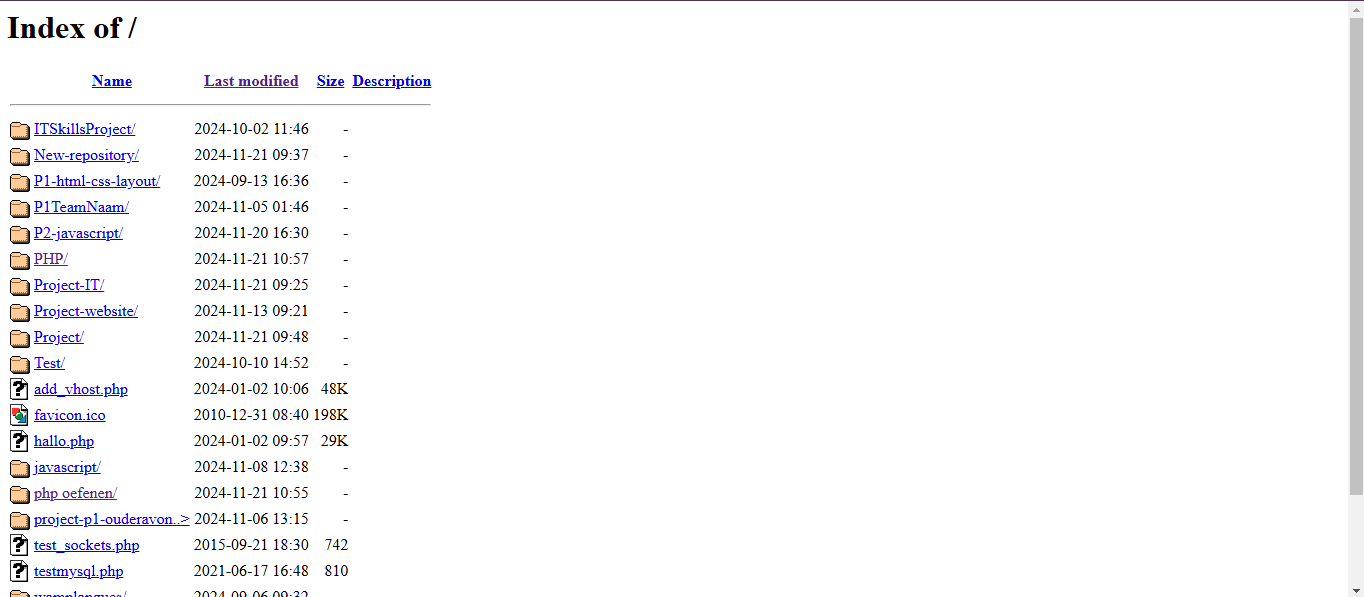 Index of /
Name Last modified Size Description
ITSkillsProject/ 2024-10-02 11:46 -
New-repository/ 2024-11-21 09:37 -
P1-html-css-layout/ 2024-09-13 16:36 -
P1TeamNaam/ 2024-11-05 01:46 -
P2-javascript/ 2024-11-20 16:30 -
PHP/ 2024-11-21 10:57 -
Project-IT/ 2024-11-21 09:25 -
Project-website/ 2024-11-13 09:21 -
Project/ 2024-11-21 09:48 -
Test/ 2024-10-10 14:52 -
add_vhost.php 2024-01-02 10:06 48K
favicon.ico 2010-12-31 08:40 198K
hallo.php 2024-01-02 09:57 29K
javascript/ 2024-11-08 12:38 -
php oefenen/ 2024-11-21 10:55 -
project-p1-ouderavon..> 2024-11-06 13:15 -
test_sockets.php 2015-09-21 18:30 742
testmysql.php 2021-06-17 16:48 810
wamplangues/ 2024-09-06 09:32 -